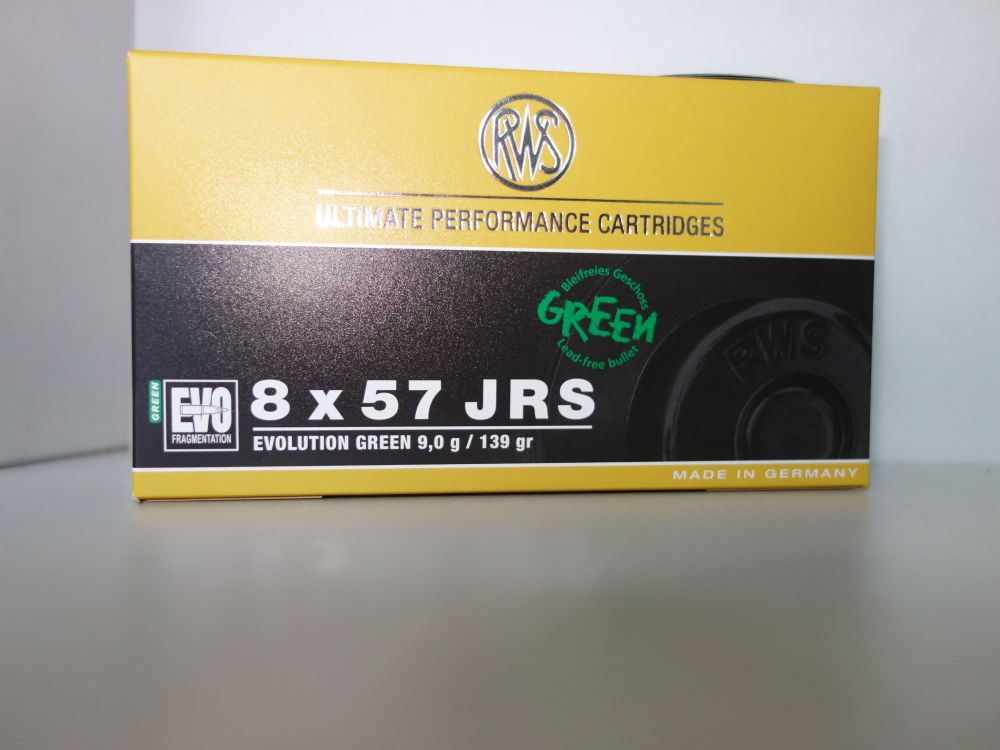 RWS
ULTIMATE PERFORMANCE CARTRIDGES
Bleifreies Geschoss
GREEN
Lead-free bullet
RWS
GREEN
EVO
FRAGMENTATION
8 x 57 JRS
EVOLUTION GREEN 9,0 g / 139 gr
MADE IN GERMANY